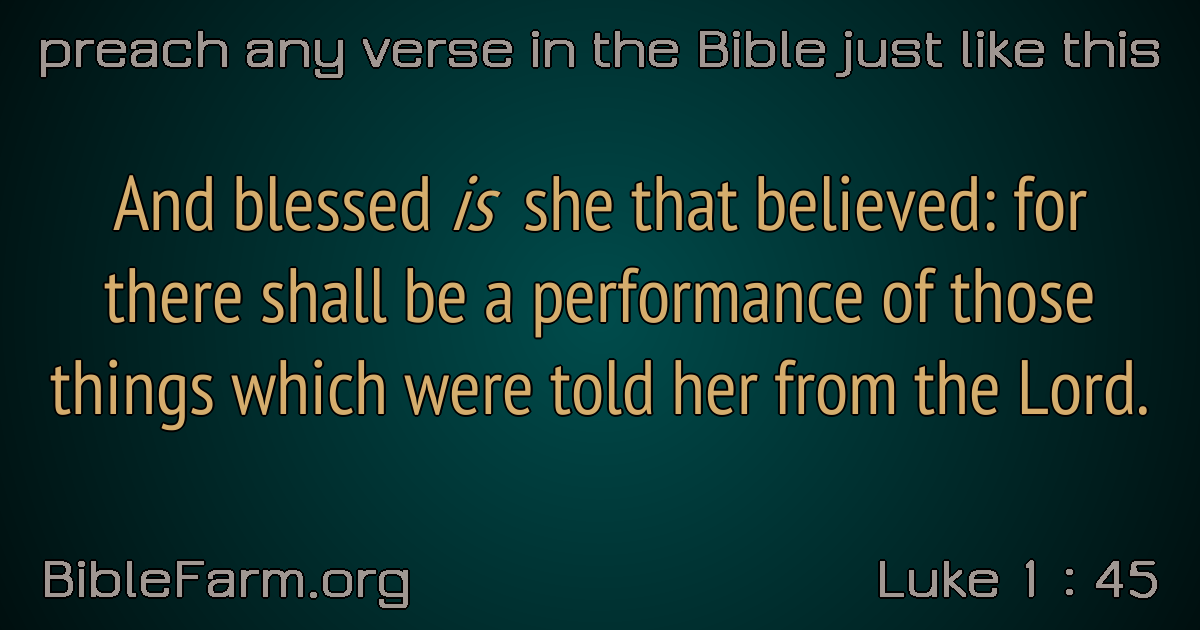 preach any verse in the Bible just like this
And blessed is she that believed: for
there shall be a performance of those
things which were told her from the Lord.
BibleFarm.org
Luke 1 : 45